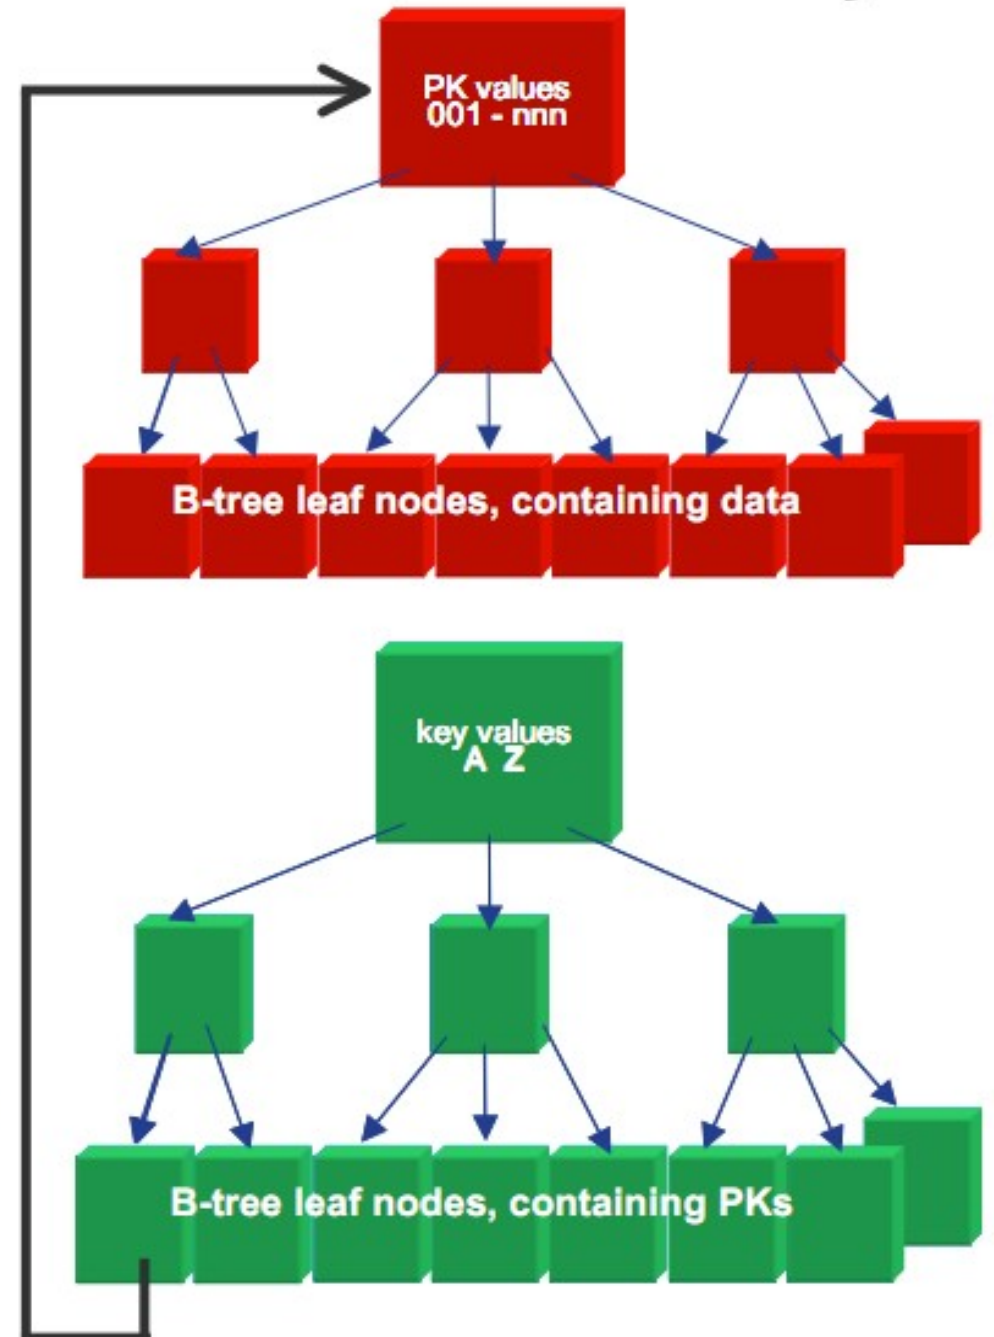 PK values
001 - nnn
B-tree leaf nodes, containing data
key values
A Z
B-tree leaf nodes, containing PKs